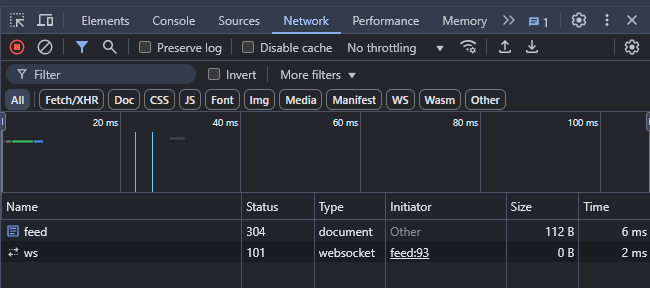 Elements Console Sources Network Performance Memory 1
Preserve log Disable cache No throttling
Filter Invert More filters
All Fetch/XHR Doc CSS JS Font Img Media Manifest WS Wasm Other
20 ms 40 ms 60 ms 80 ms 100 ms
Name Status Type Initiator Size Time
feed 304 document Other 112 B 6 ms
ws 101 websocket feed:93 0 B 2 ms